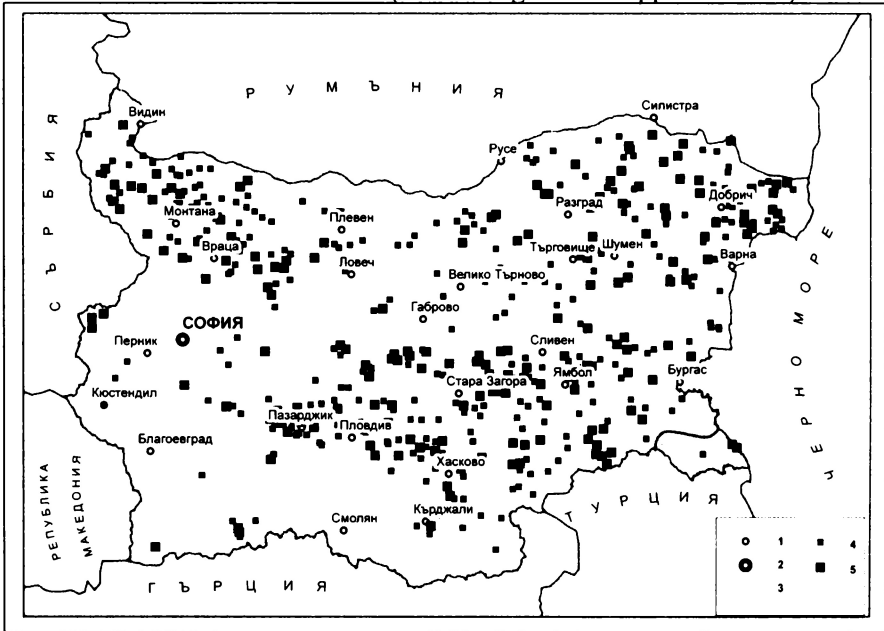 РУМЪНИЯ
СЪРБИЯ
Видин
Силистра
Русе
Монтана
Плевен
Разград
Добрич
Враца
Ловеч
Търговище
Шумен
Варна
Велико Търново
Габрово
СОФИЯ
Перник
Сливен
Ямбол
Бургас
Стара Загора
Кюстендил
Пазарджик
Пловдив
Благоевград
Хасково
Кърджали
Смолян
ЧЕРНО МОРЕ
РЕПУБЛИКА
МАКЕДОНИЯ
ТУРЦИЯ
ГЪРЦИЯ
1 4
2 5
3